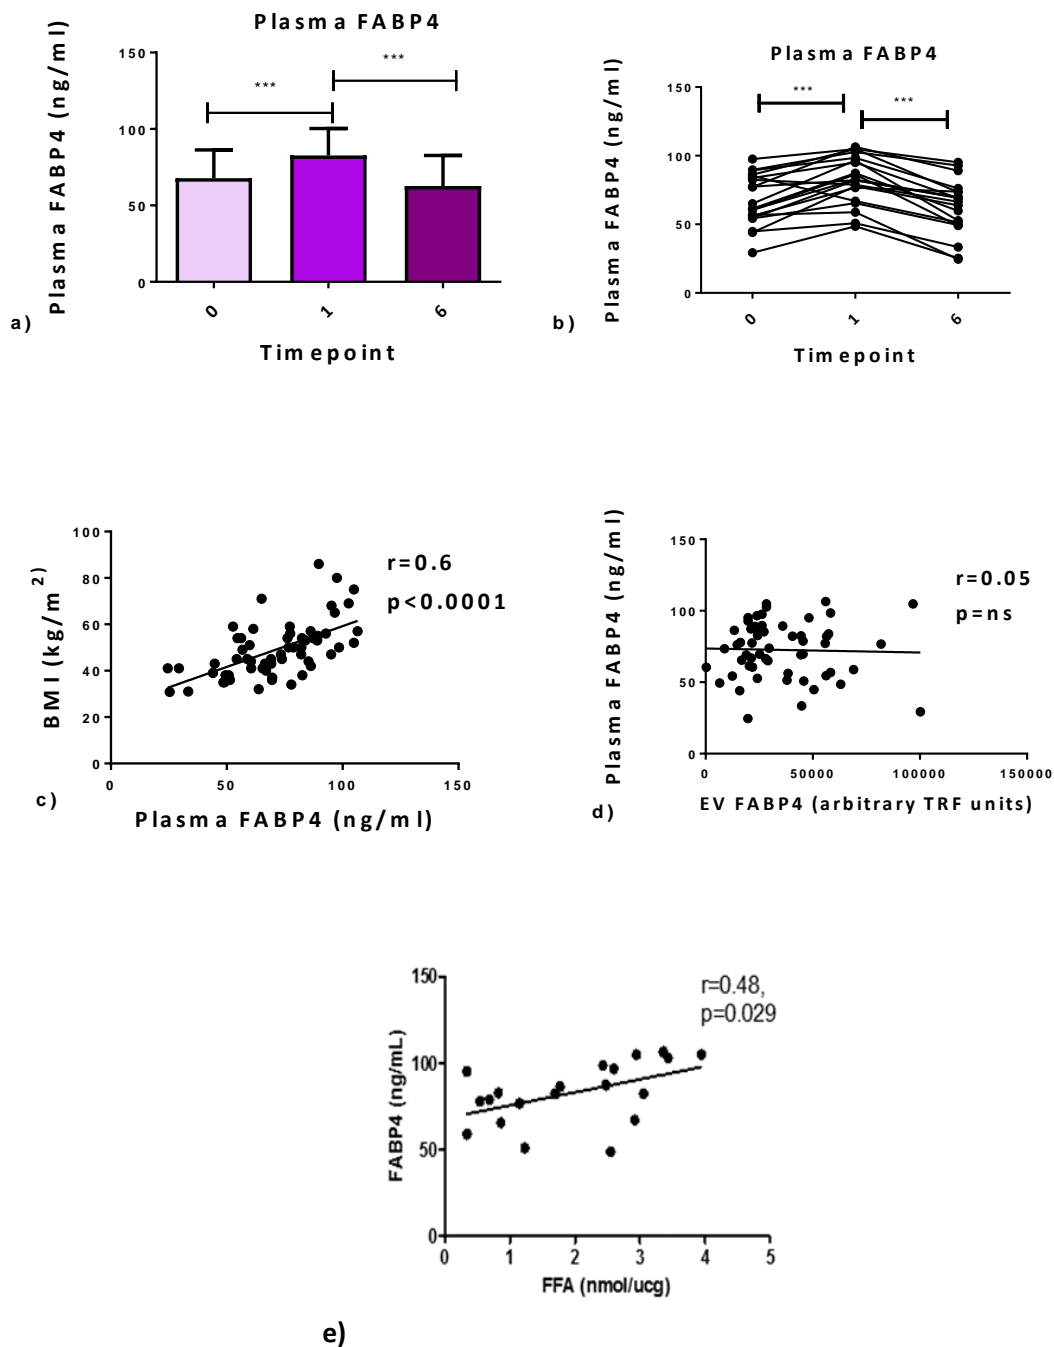 Plasma FABP4
Plasma FABP4 (ng/ml)
150
100
50
0
***
***
0
1
6
Timepoint
a)
Plasma FABP4
Plasma FABP4 (ng/ml)
150
100
50
0
***
***
0
1
6
Timepoint
b)
BMI (kg/m²)
100
80
60
40
20
0
r=0.6
p<0.0001
0
50
100
150
Plasma FABP4 (ng/ml)
c)
Plasma FABP4 (ng/ml)
150
100
50
0
r=0.05
p=ns
0
50000
100000
150000
EV FABP4 (arbitrary TRF units)
d)
FABP4 (ng/mL)
150
100
50
0
r=0.48,
p=0.029
0
1
2
3
4
5
FFA (nmol/ucg)
e)